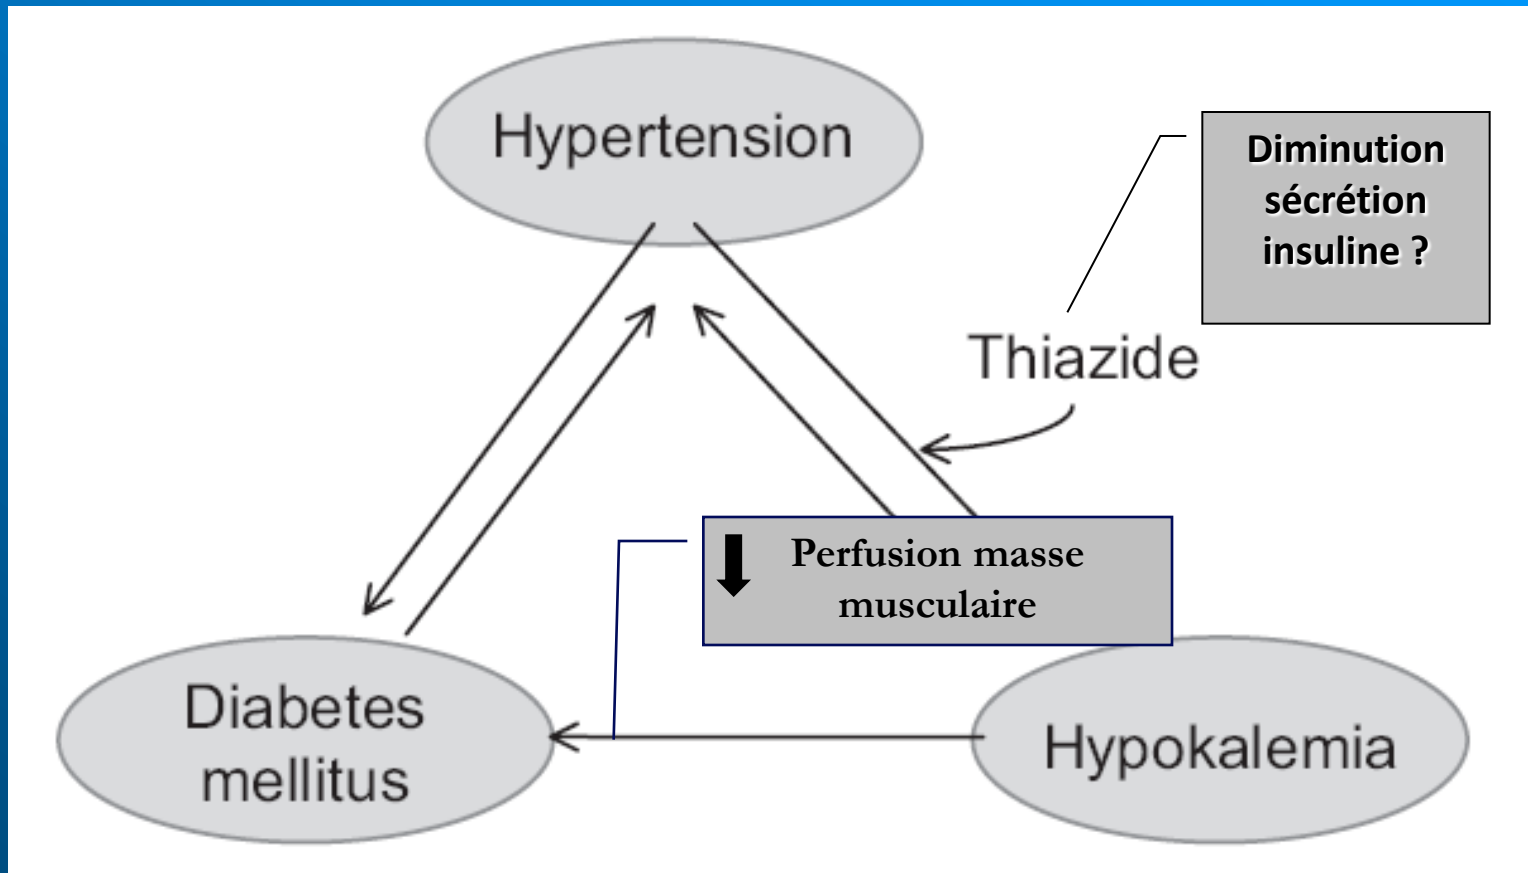 Hypertension
Diminution
sécrétion
insuline ?
Thiazide
Perfusion masse
musculaire
Diabetes
mellitus
Hypokalemia